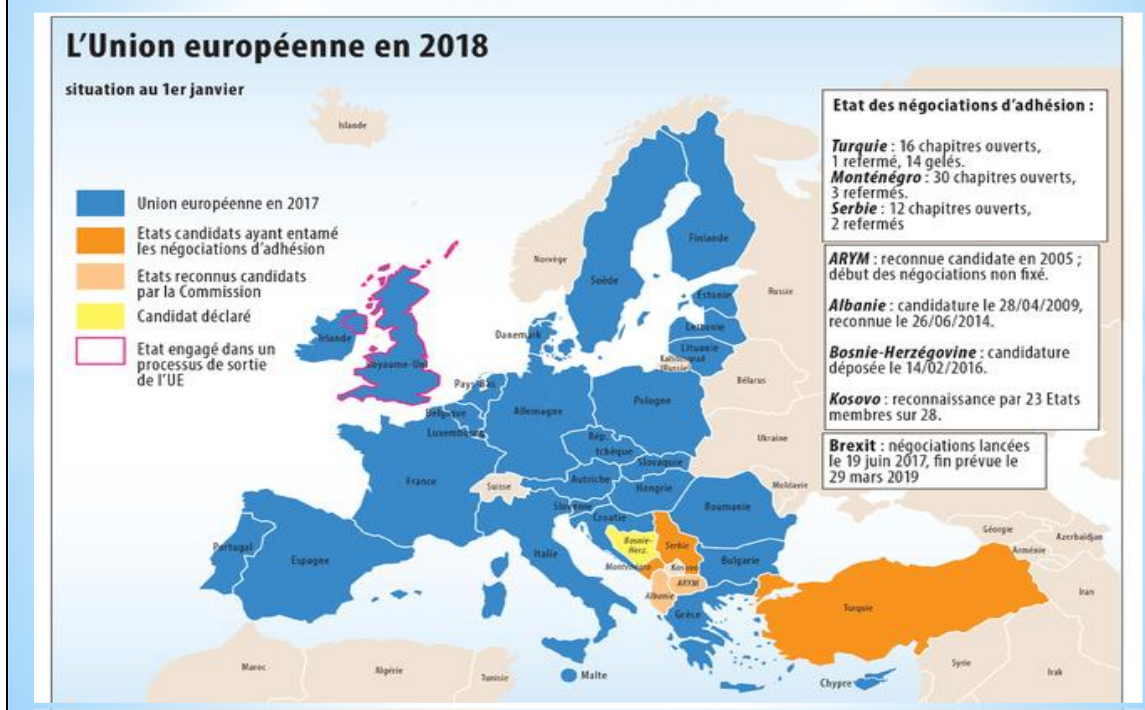 L'Union européenne en 2018
situation au 1er janvier
Union européenne en 2017
Etats candidats ayant entamé
les négociations d'adhésion
Etats reconnus candidats
par la Commission
Candidat déclaré
Etat engagé dans un
processus de sortie
de l'UE
Etat des négociations d'adhésion :
Turquie : 16 chapitres ouverts,
1 refermé, 14 gelés.
Monténégro : 30 chapitres ouverts,
3 refermés.
Serbie : 12 chapitres ouverts,
2 refermés
ARYM : reconnue candidate en 2005 ;
début des négociations non fixé.
Albanie : candidature le 28/04/2009,
reconnue le 26/06/2014.
Bosnie-Herzégovine : candidature
déposée le 14/02/2016.
Kosovo : reconnaissance par 23 Etats
membres sur 28.
Brexit : négociations lancées
le 19 juin 2017, fin prévue le
29 mars 2019
Islande
Norvège
Suède
Finlande
Russie
Estonie
Lettonie
Lituanie
Kaliningrad
(Russie)
Danemark
Irlande
Royaume-Uni
Pays-Bas
Belgique
Luxembourg
Allemagne
Pologne
Bélarus
Ukraine
Rép.
tchèque
Slovaquie
Moldavie
France
Suisse
Autriche
Hongrie
Roumanie
Slovénie
Croatie
Bosnie-
Herz.
Serbie
Monténégro
Kosovo
Bulgarie
ARYM
Albanie
Grèce
Italie
Portugal
Espagne
Géorgie
Azerbaïdjan
Arménie
Turquie
Iran
Syrie
Irak
Maroc
Algérie
Tunisie
Malte
Chypre